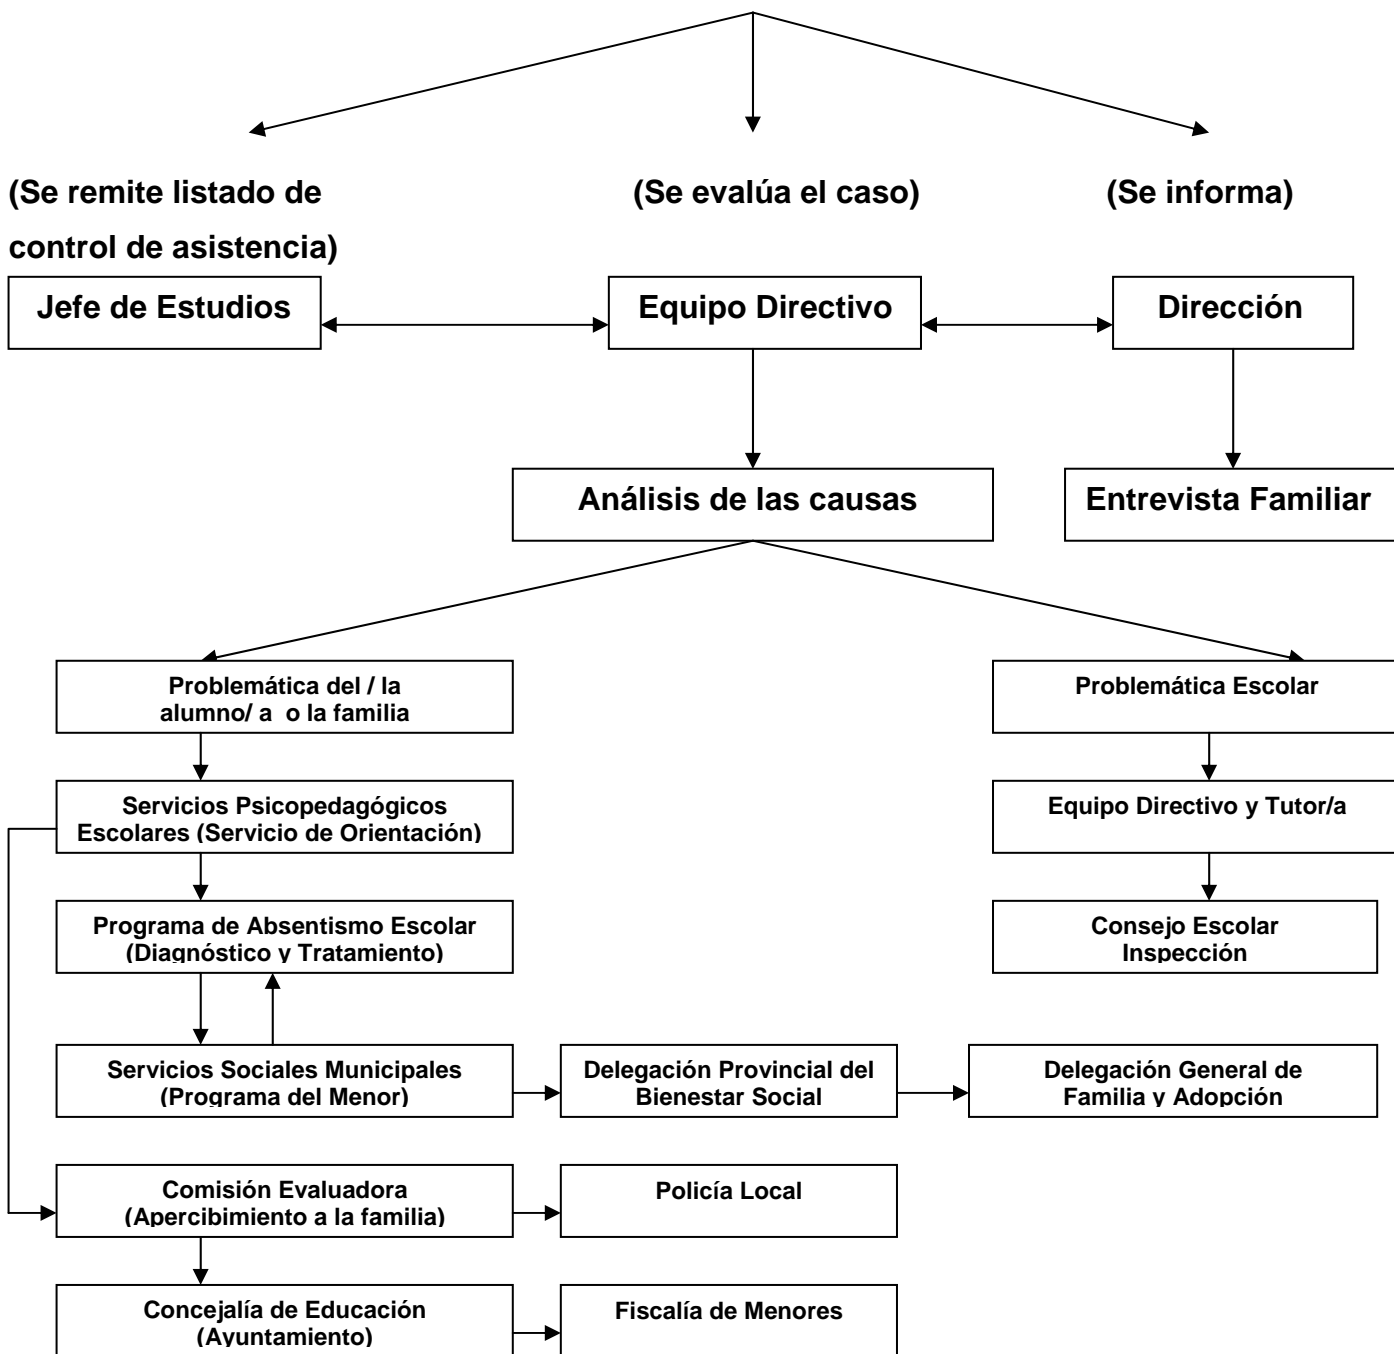 (Se remite listado de
control de asistencia)
(Se evalúa el caso)
(Se informa)
Jefe de Estudios
Equipo Directivo
Dirección
Análisis de las causas
Entrevista Familiar
Problemática del / la
alumno/ a o la familia
Problemática Escolar
Servicios Psicopedagógicos
Escolares (Servicio de Orientación)
Equipo Directivo y Tutor/a
Programa de Absentismo Escolar
(Diagnóstico y Tratamiento)
Consejo Escolar
Inspección
Servicios Sociales Municipales
(Programa del Menor)
Delegación Provincial del
Bienestar Social
Delegación General de
Familia y Adopción
Comisión Evaluadora
(Apercibimiento a la familia)
Policía Local
Concejalía de Educación
(Ayuntamiento)
Fiscalía de Menores